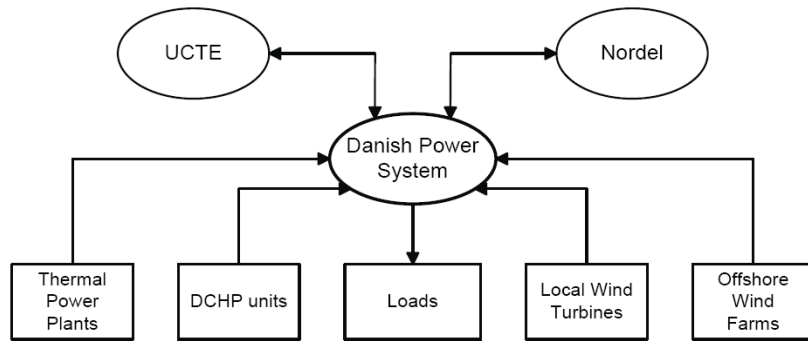 UCTE
Nordel
Danish Power
System
Thermal
Power
Plants
DCHP units
Loads
Local Wind
Turbines
Offshore
Wind
Farms